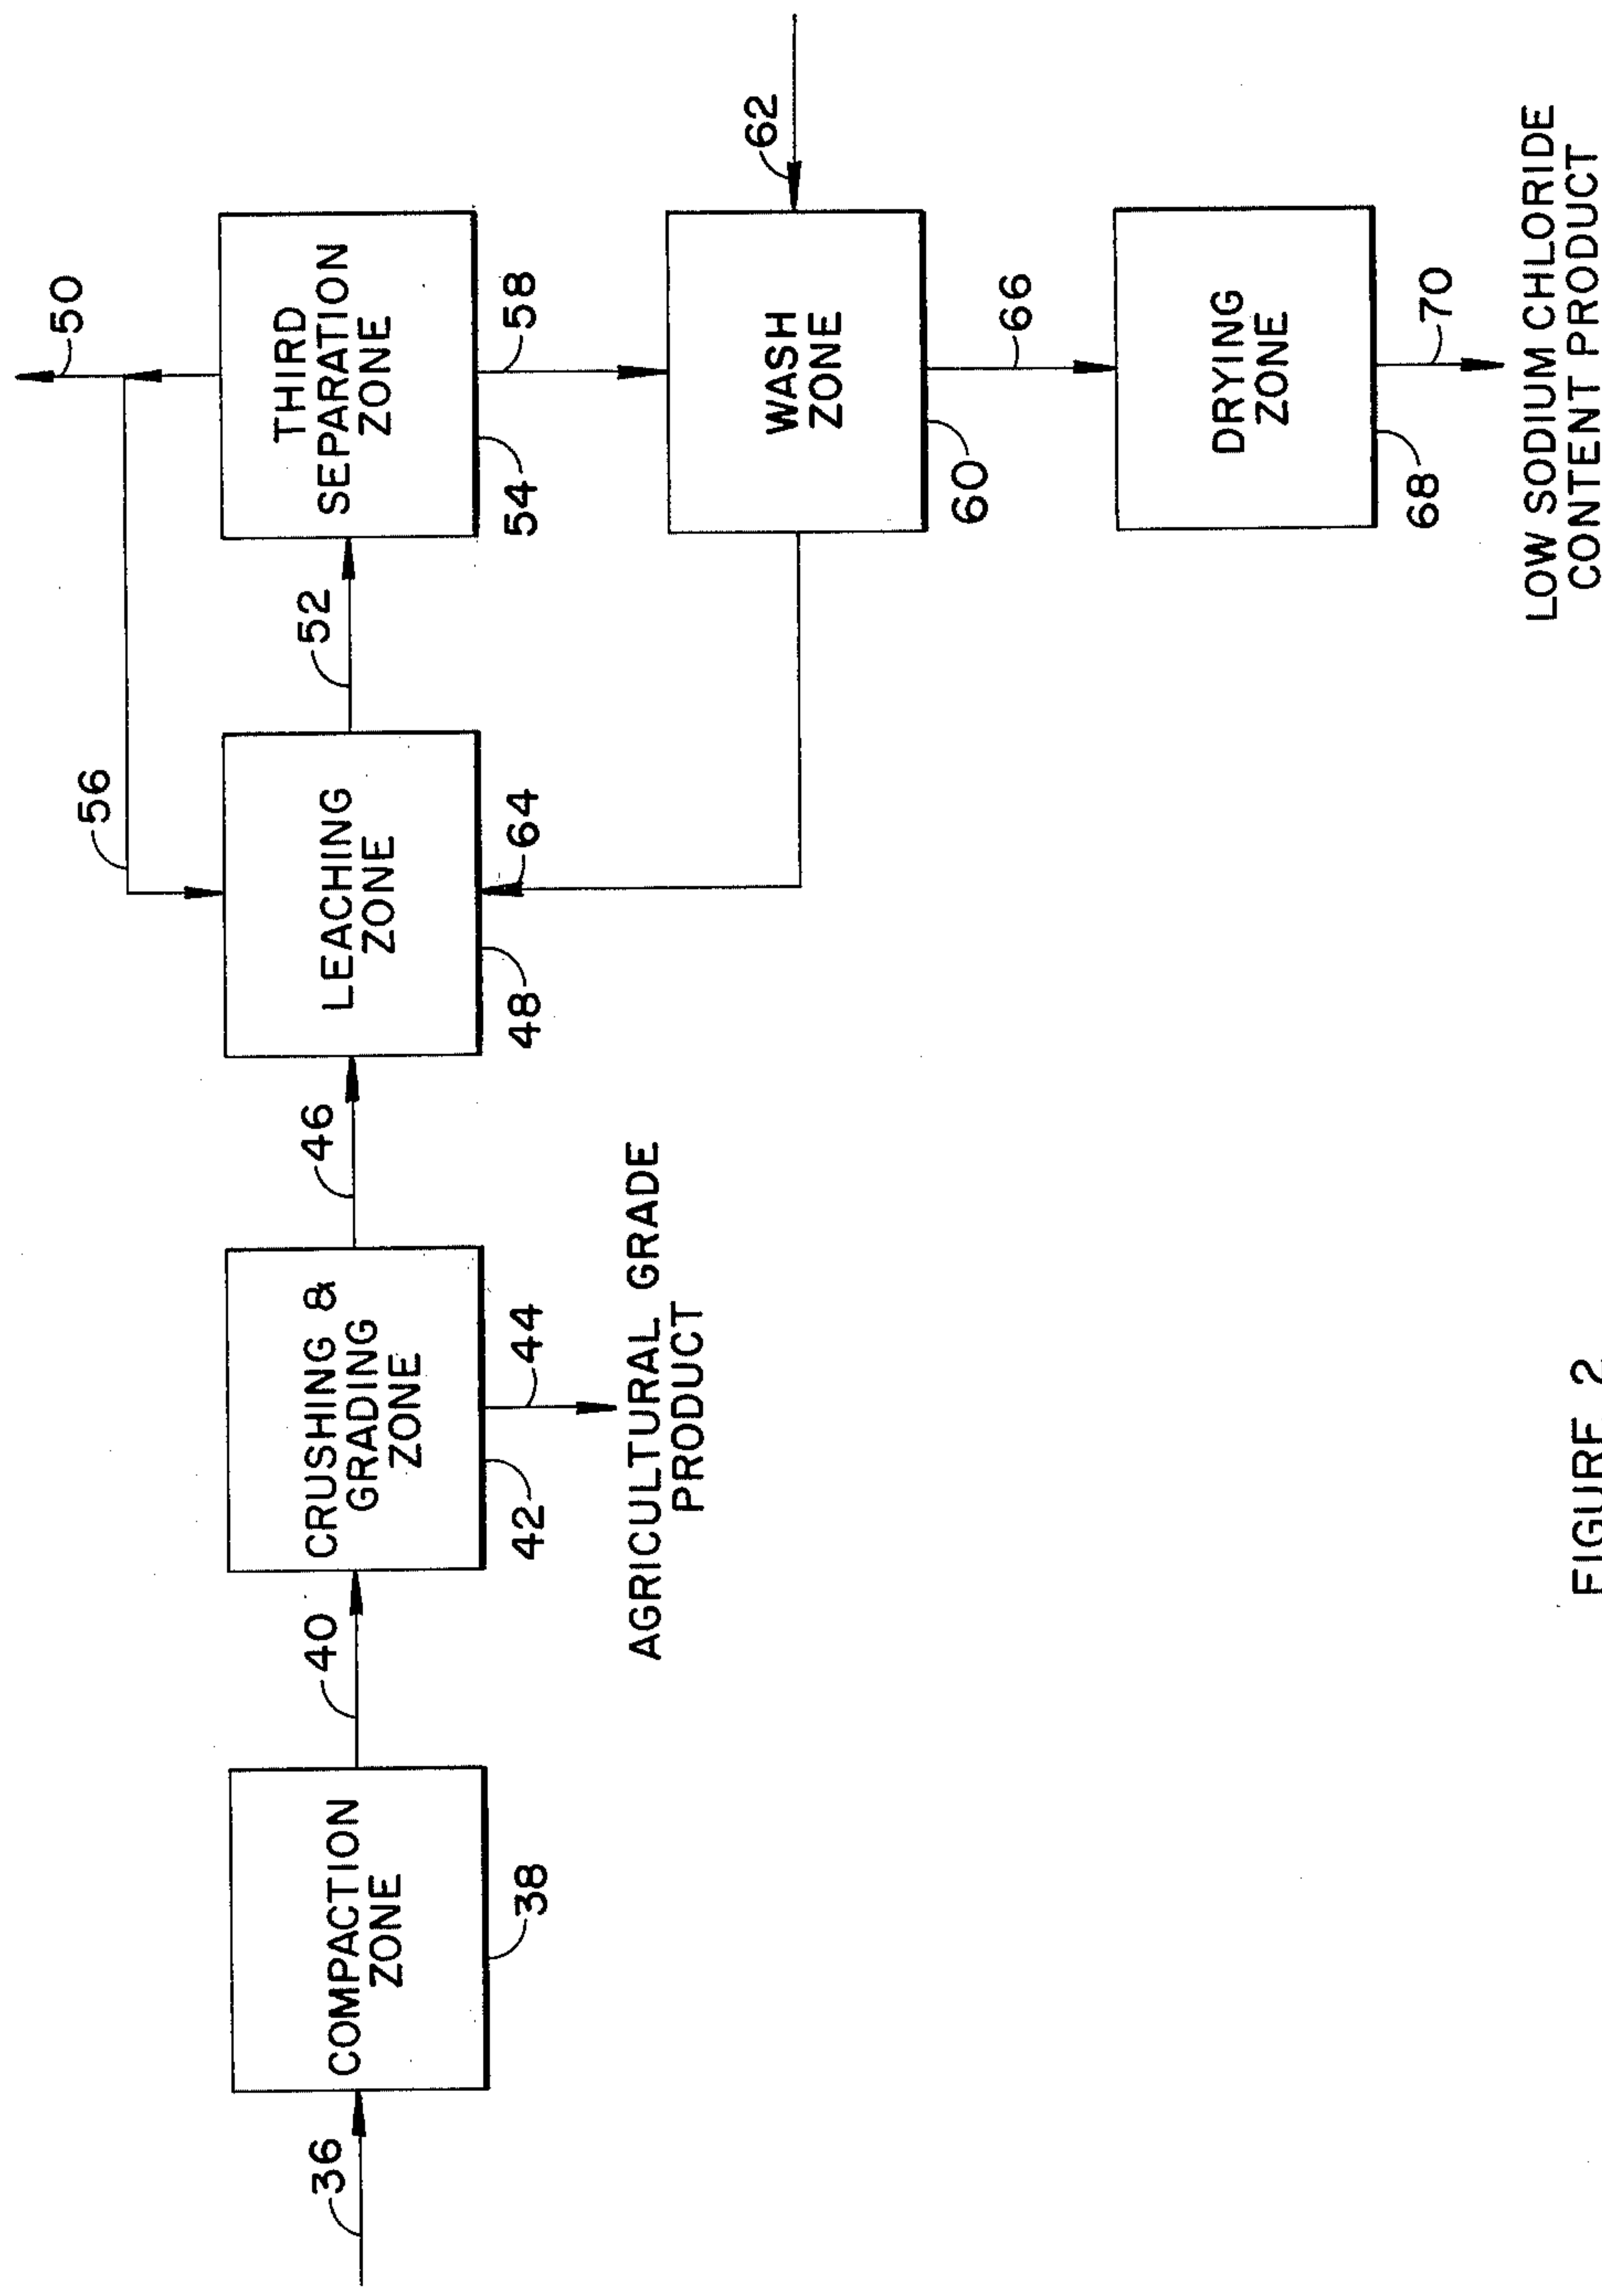 36
COMPACTION
ZONE
38
40
CRUSHING &
GRADING
ZONE
42
44
AGRICULTURAL GRADE
PRODUCT
46
LEACHING
ZONE
48
56
64
52
50
THIRD
SEPARATION
ZONE
54
58
62
WASH
ZONE
60
66
DRYING
ZONE
68
70
LOW SODIUM CHLORIDE
CONTENT PRODUCT
FIGURE 2